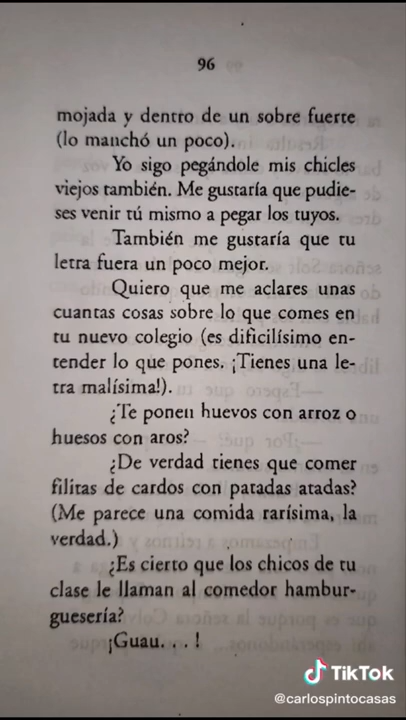 96
mojada y dentro de un sobre fuerte
(lo manchó un poco).
Yo sigo pegándole mis chicles
viejos también. Me gustaría que pudie-
ses venir tú mismo a pegar los tuyos.
También me gustaría que tu
letra fuera un poco mejor.
Quiero que me aclares unas
cuantas cosas sobre lo que comes en
tu nuevo colegio (es dificilísimo en-
tender lo que pones. ¡Tienes una le-
tra malísima!).
¿Te ponen huevos con arroz o
huesos con aros?
¿De verdad tienes que comer
filitas de cardos con patadas atadas?
(Me parece una comida rarísima, la
verdad.)
¿Es cierto que los chicos de tu
clase le llaman al comedor hambur-
guesería?
¡Guau. . . !
TikTok
@carlospintocasas